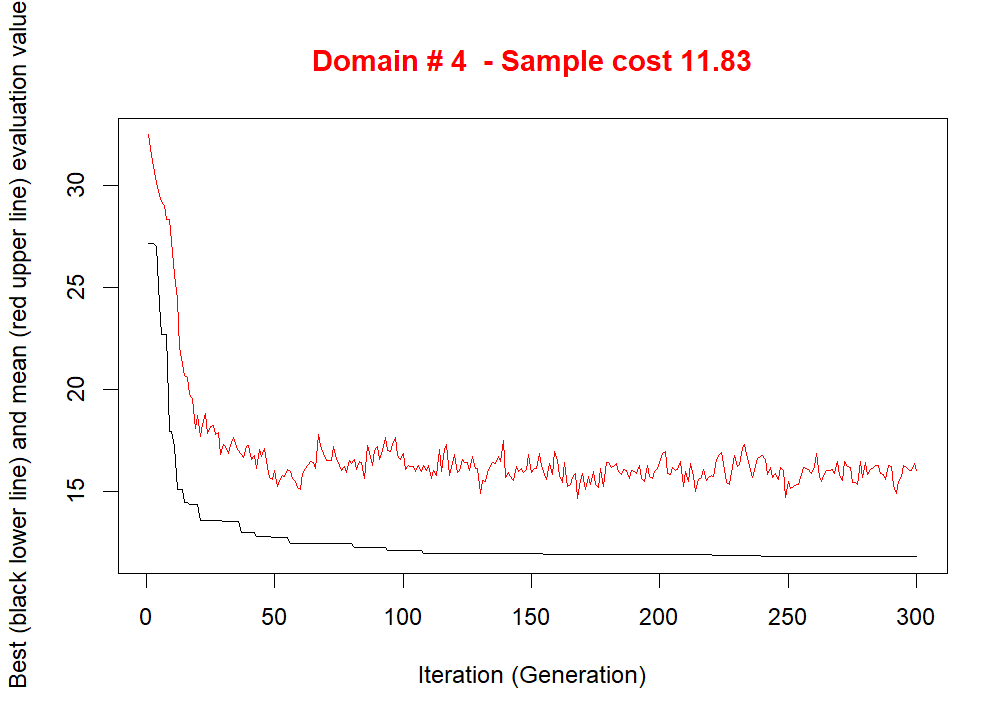 Domain # 4  - Sample cost 11.83
Best (black lower line) and mean (red upper line) evaluation value
30
25
20
15
0 50 100 150 200 250 300
Iteration (Generation)